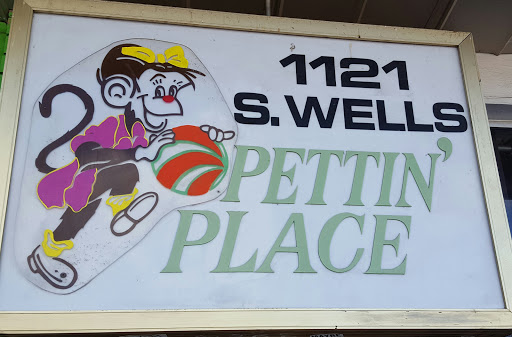 1121
S. WELLS
PETTIN'
PLACE